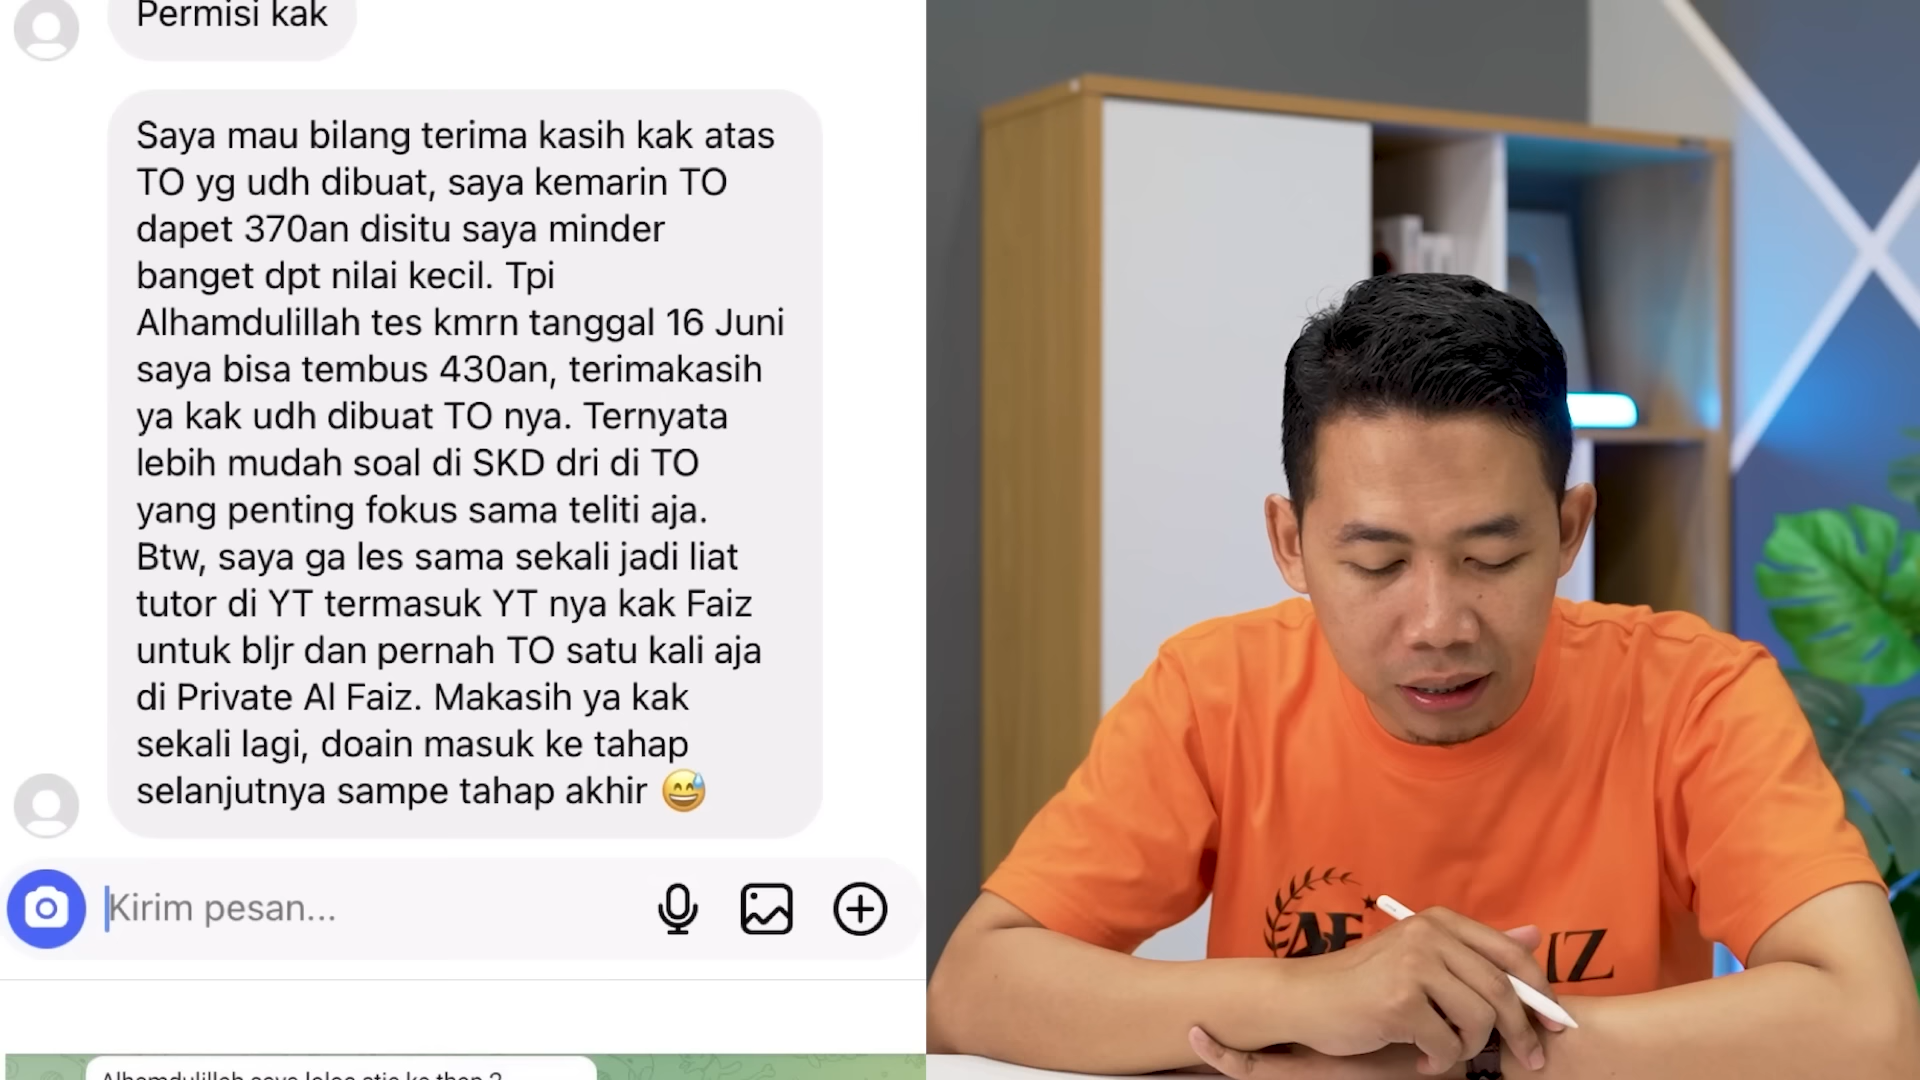 Permisi kak
Saya mau bilang terima kasih kak atas
TO yg udh dibuat, saya kemarin TO
dapet 370an disitu saya minder
banget dpt nilai kecil. Tpi
Alhamdulillah tes kmrn tanggal 16 Juni
saya bisa tembus 430an, terimakasih
ya kak udh dibuat TO nya. Ternyata
lebih mudah soal di SKD dri di TO
yang penting fokus sama teliti aja.
Btw, saya ga les sama sekali jadi liat
tutor di YT termasuk YT nya kak Faiz
untuk bljr dan pernah TO satu kali aja
di Private Al Faiz. Makasih ya kak
sekali lagi, doain masuk ke tahap
selanjutnya sampe tahap akhir 😅
Kirim pesan...